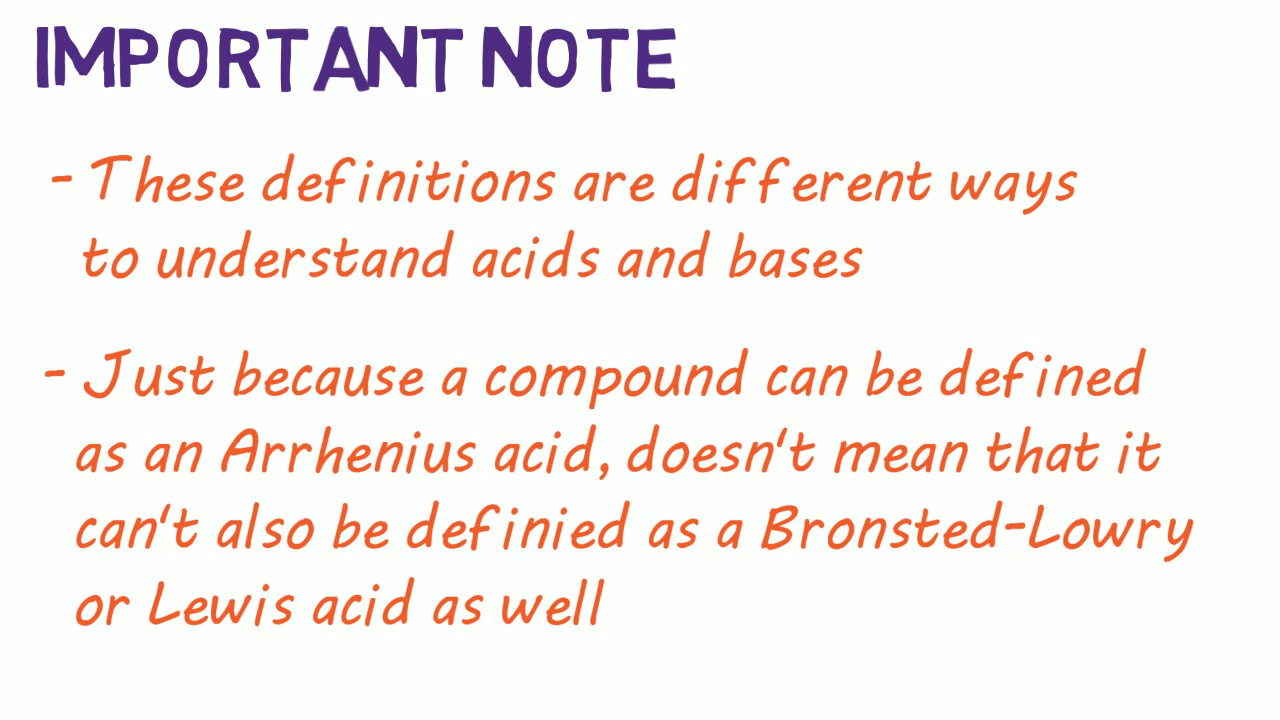 IMPORTANT NOTE
- These definitions are different ways
to understand acids and bases
- Just because a compound can be defined
as an Arrhenius acid, doesn't mean that it
can't also be definied as a Bronsted-Lowry
or Lewis acid as well